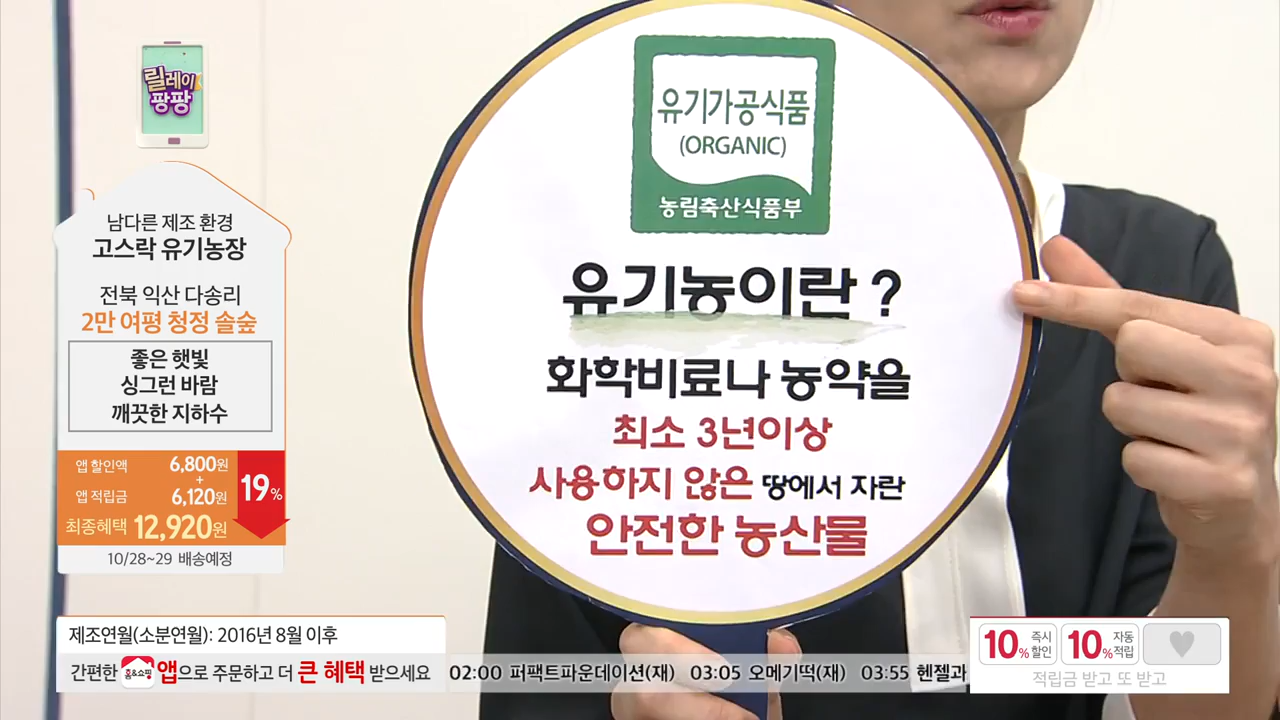 릴레이
팡팡
남다른 제조 환경
고스락 유기농장
전북 익산 다송리
2만 여평 청정 솔숲
좋은 햇빛
싱그런 바람
깨끗한 지하수
앱 할인액 6,800원
+
앱 적립금 6,120원
최종혜택 12,920원
19%
10/28~29 배송예정
유기가공식품
(ORGANIC)
농림축산식품부
유기농이란?
화학비료나 농약을
최소 3년이상
사용하지 않은 땅에서 자란
안전한 농산물
제조연월(소분연월): 2016년 8월 이후
간편한 홈&쇼핑 앱으로 주문하고 더 큰 혜택 받으세요
02:00 퍼팩트파운데이션(재) 03:05 오메기떡(재) 03:55 헨젤과
10% 즉시할인
10% 자동적립
적립금 받고 또 받고